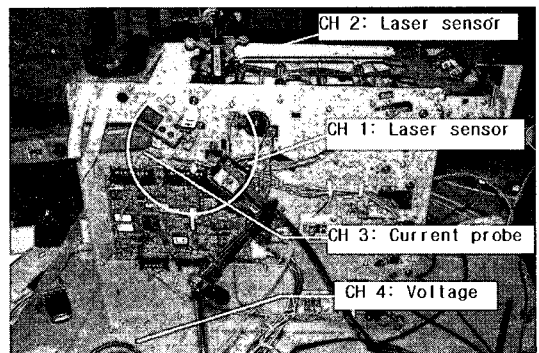 CH 2: Laser sensor
CH 1: Laser sensor
CH 3: Current probe
CH 4: Voltage